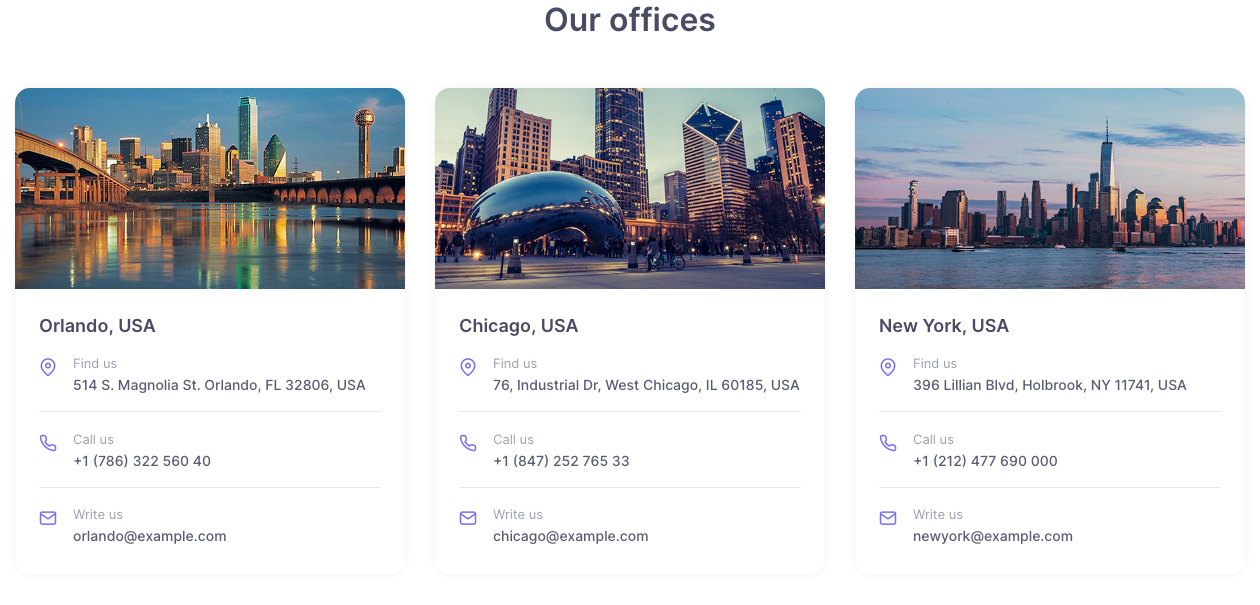 Our offices
Orlando, USA
Find us
514 S. Magnolia St. Orlando, FL 32806, USA
Call us
+1 (786) 322 560 40
Write us
orlando@example.com
Chicago, USA
Find us
76, Industrial Dr, West Chicago, IL 60185, USA
Call us
+1 (847) 252 765 33
Write us
chicago@example.com
New York, USA
Find us
396 Lillian Blvd, Holbrook, NY 11741, USA
Call us
+1 (212) 477 690 000
Write us
newyork@example.com